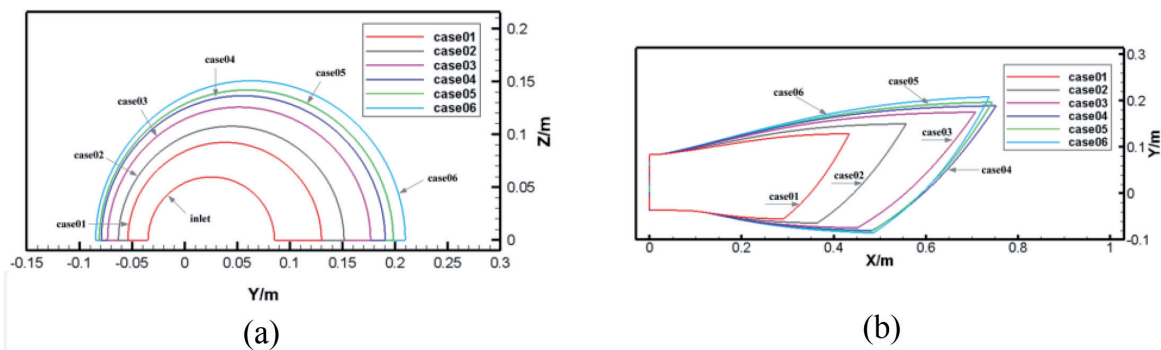 case01
case02
case03
case04
case05
case06
case04
case05
case03
case02
case06
case01
inlet
0.2
0.15
0.1
0.05
0
Z/m
-0.15
-0.1
-0.05
0
0.05
0.1
0.15
0.2
0.25
0.3
Y/m
(a)
case01
case02
case03
case04
case05
case06
case06
case05
case03
case02
case04
case01
0.3
0.2
0.1
0
-0.1
Y/m
0
0.2
0.4
0.6
0.8
1
X/m
(b)